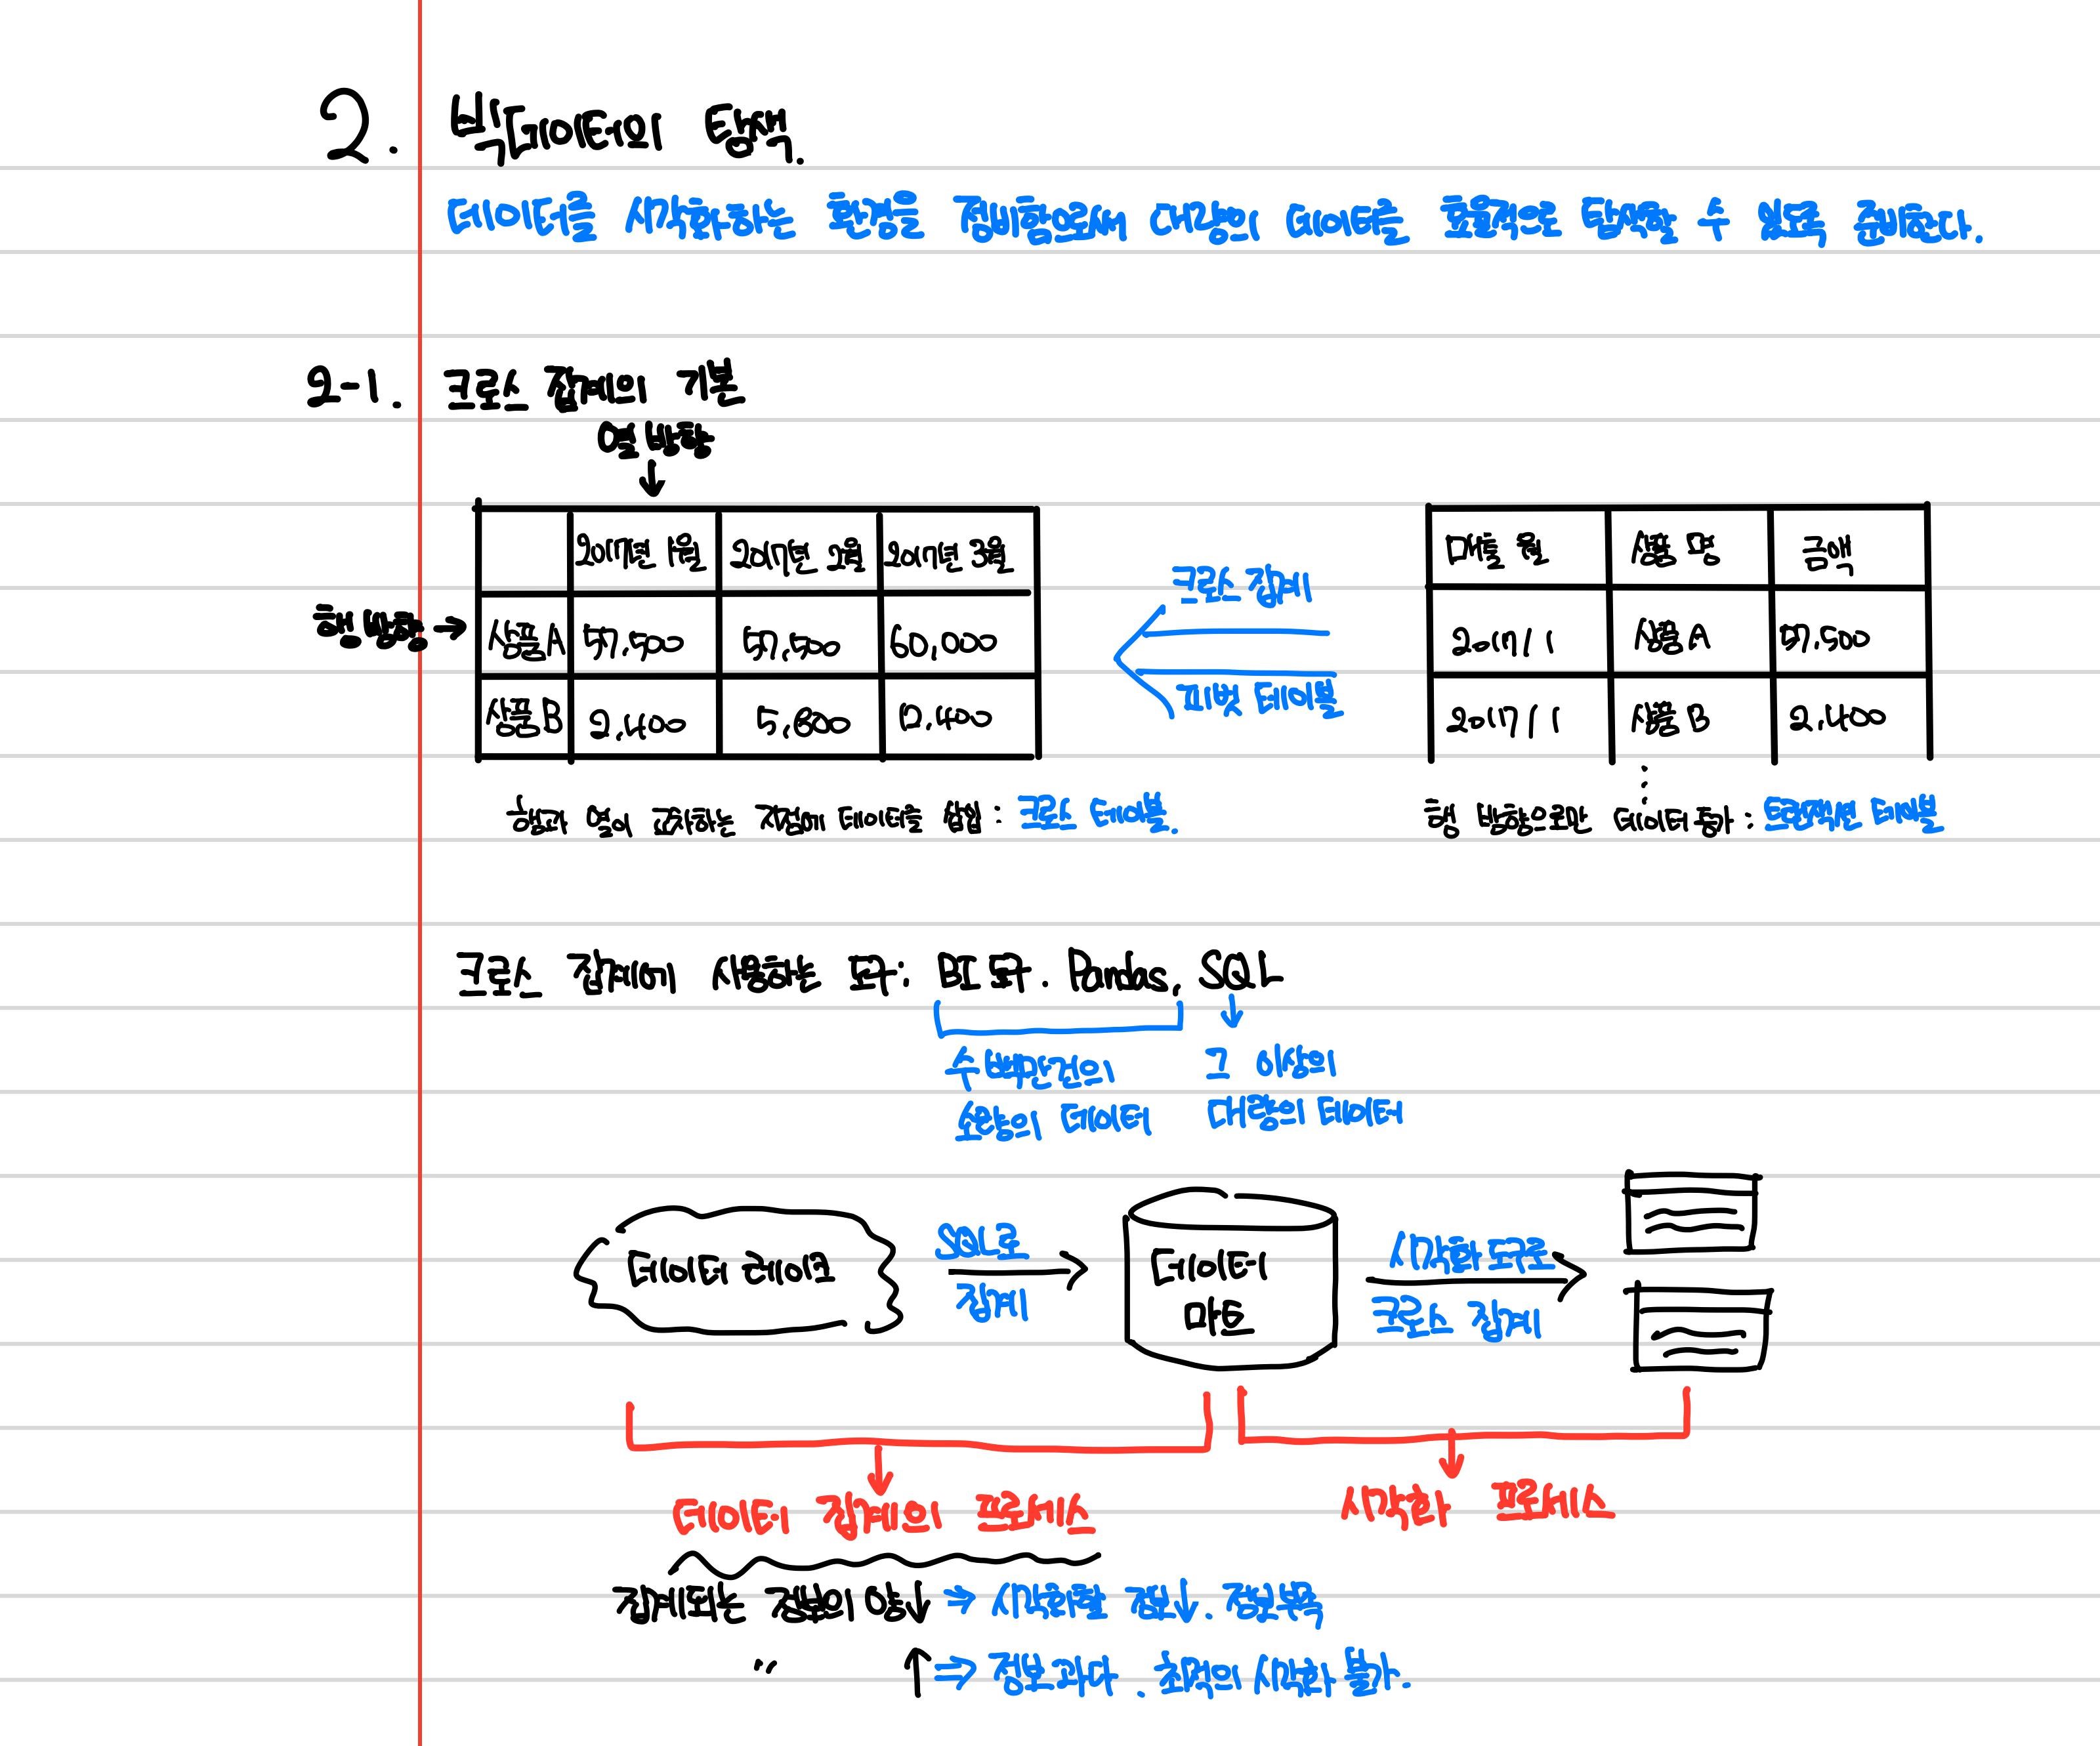 2. 빅데이터의 탐색.
데이터를 시각화하는 환경을 정비함으로써 대량의 데이터를 효율적으로 탐색할 수 있도록 준비한다.
2-1. 크로스 집계의 기본
열 방향
2017년 1월 2017년 2월 2017년 3월
행 방향 → 상품A 57,500 57,500 60,000
상품B 2,400 5,800 12,400
크로스 집계
피벗 테이블
매출 월 상품 명 금액
2017/1 상품A 57,500
2017/1 상품B 2,400
행과 열이 교차하는 지점에 데이터를 삽입 : 크로스 테이블.
행 방향으로만 데이터 증가 : 트랜잭션 테이블
크로스 집계에 사용하는 도구: BI 도구. Pandas, SQL
수 백만건의 그 이상의
소량의 데이터 대량의 데이터
데이터 레이크
SQL로
집계
데이터
마트
시각화 도구로
크로스 집계
데이터 집계의 프로세스 시각화 프로세스
집계되는 정보의 양↓ ⇒ 시각화할 정보↓. 정보부족
〃 ↑ ⇒ 정보 과다. 최적의 시각화 불가.